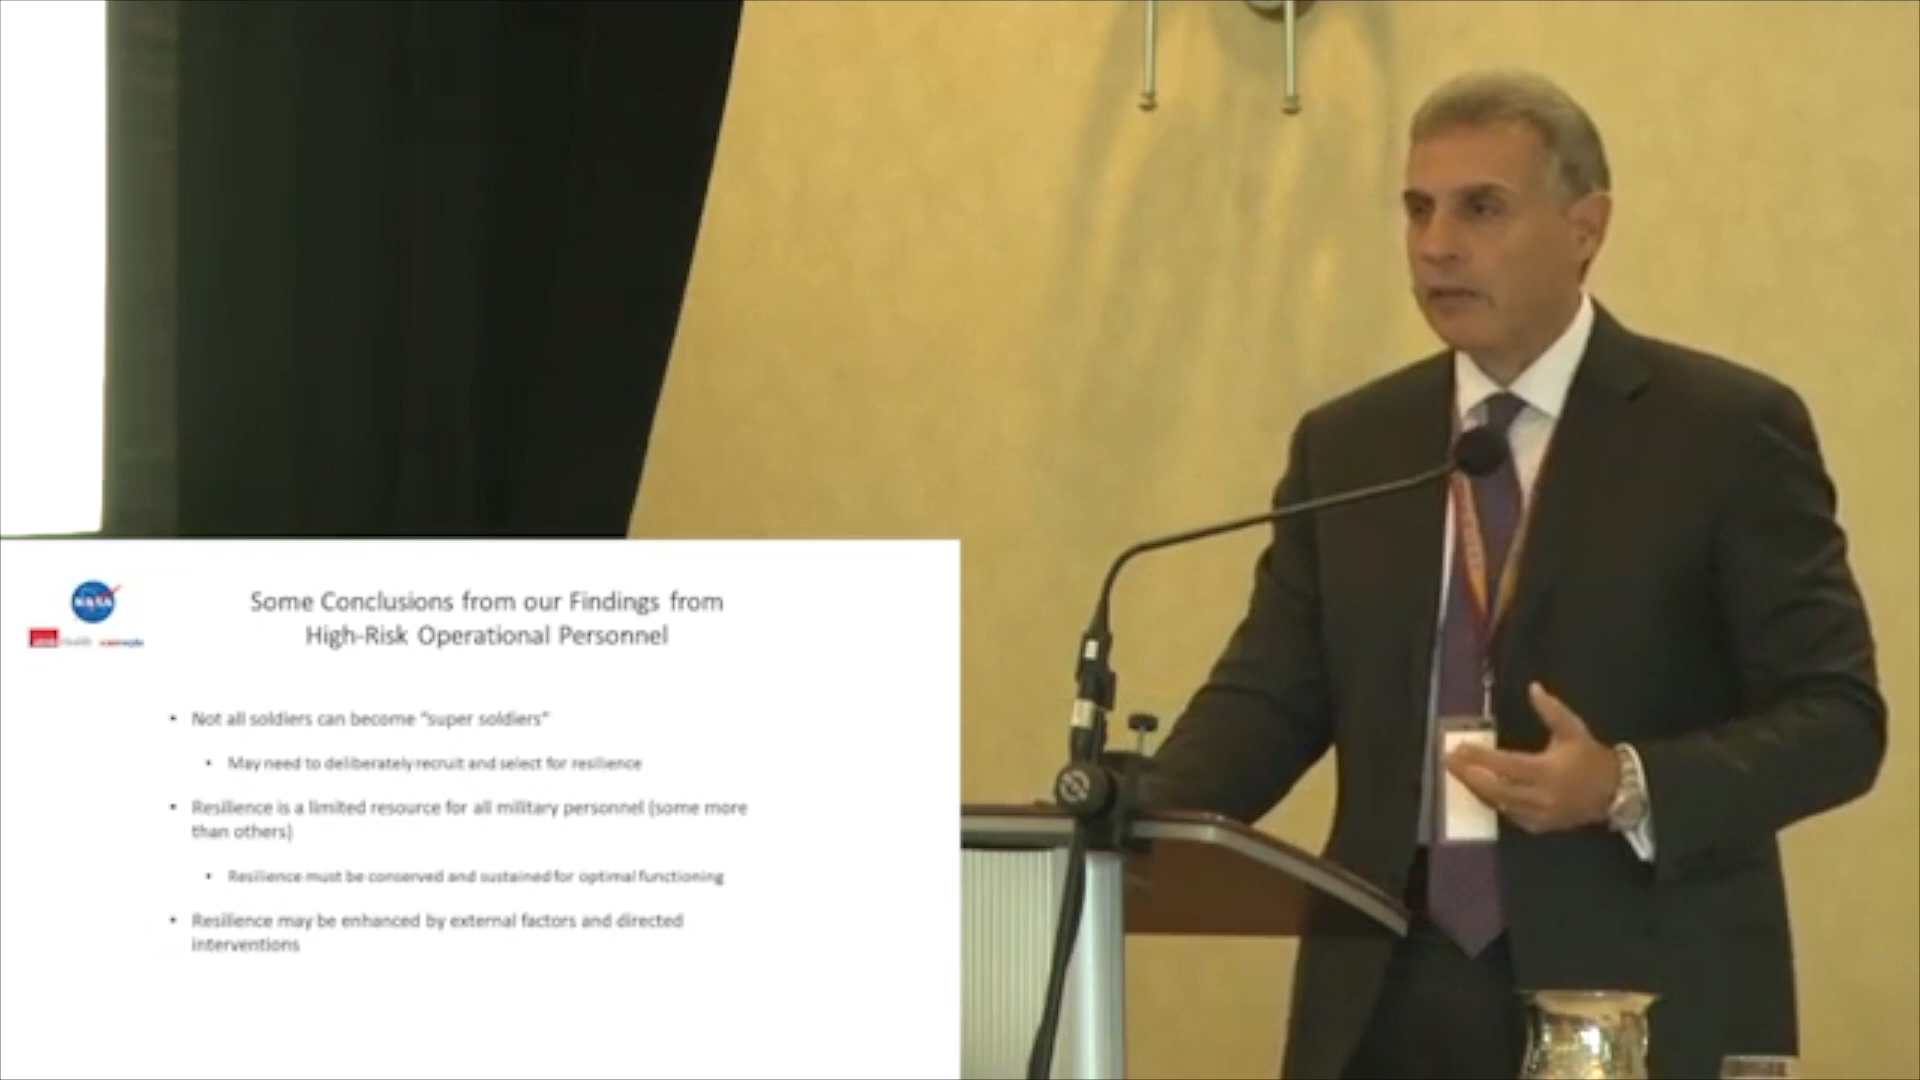 NASA
Some Conclusions from our Findings from
High-Risk Operational Personnel
• Not all soldiers can become "super soldiers"
• May need to deliberately recruit and select for resilience
• Resilience is a limited resource for all military personnel (some more
than others)
• Resilience must be conserved and sustained for optimal functioning
• Resilience may be enhanced by external factors and directed
interventions